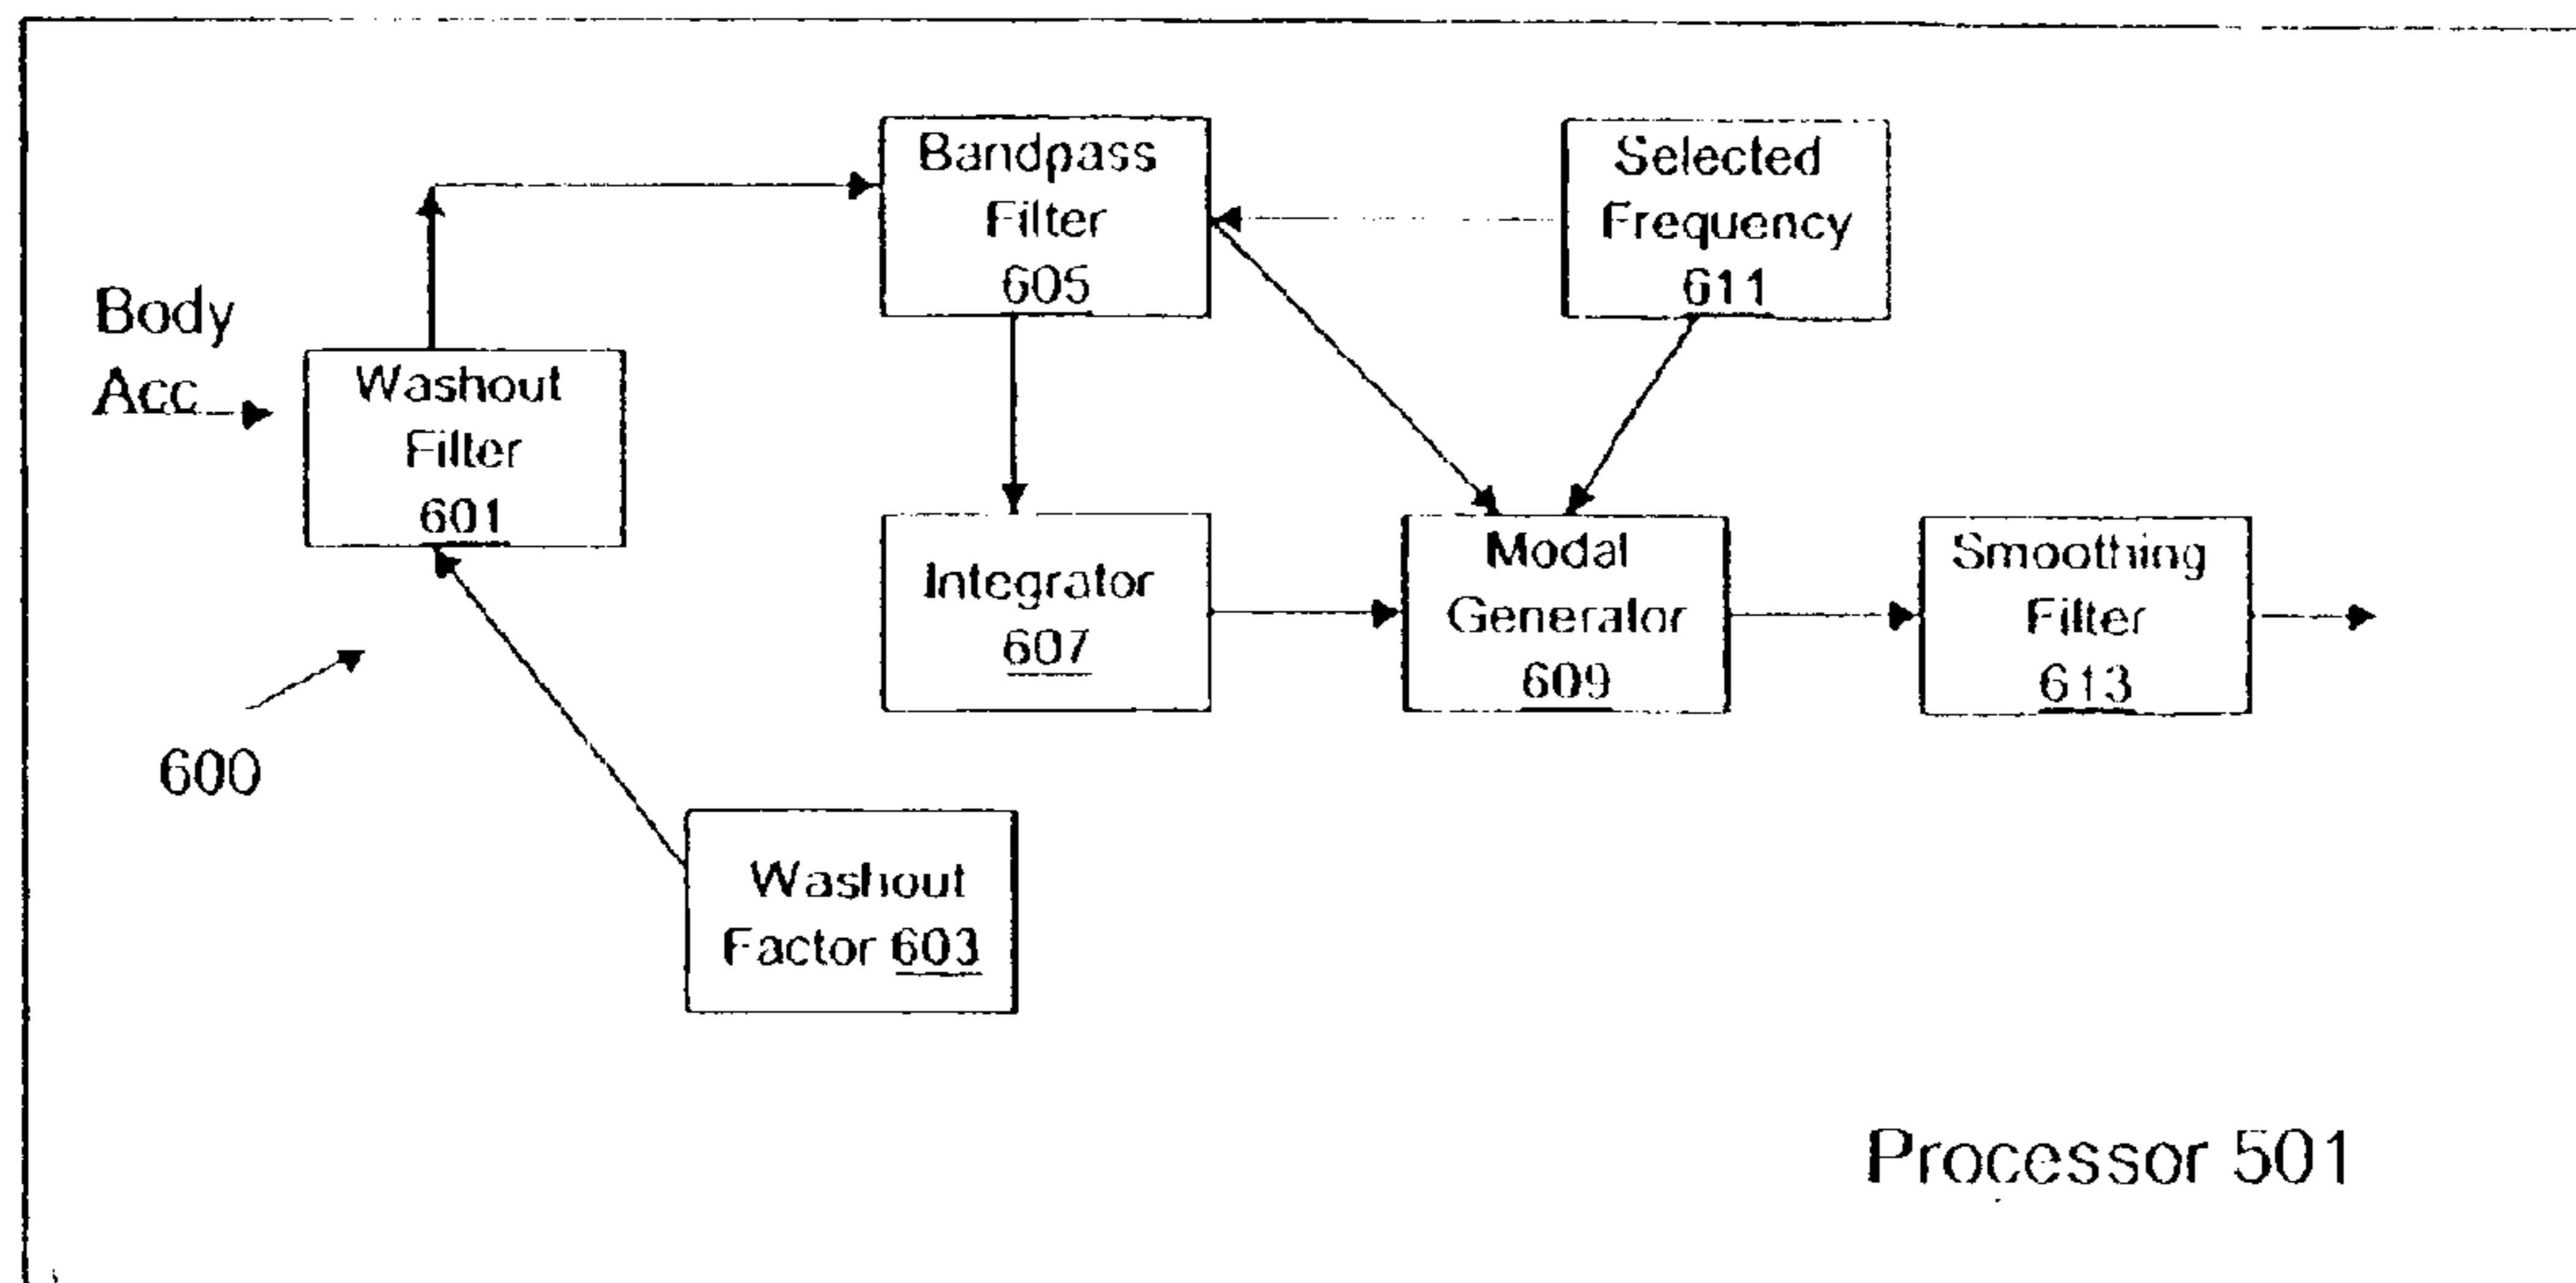 Bandpass
Filter
605
Selected
Frequency
611
Body
Acc
Washout
Filter
601
Integrator
607
Modal
Generator
609
Smoothing
Filter
613
600
Washout
Factor 603
Processor 501